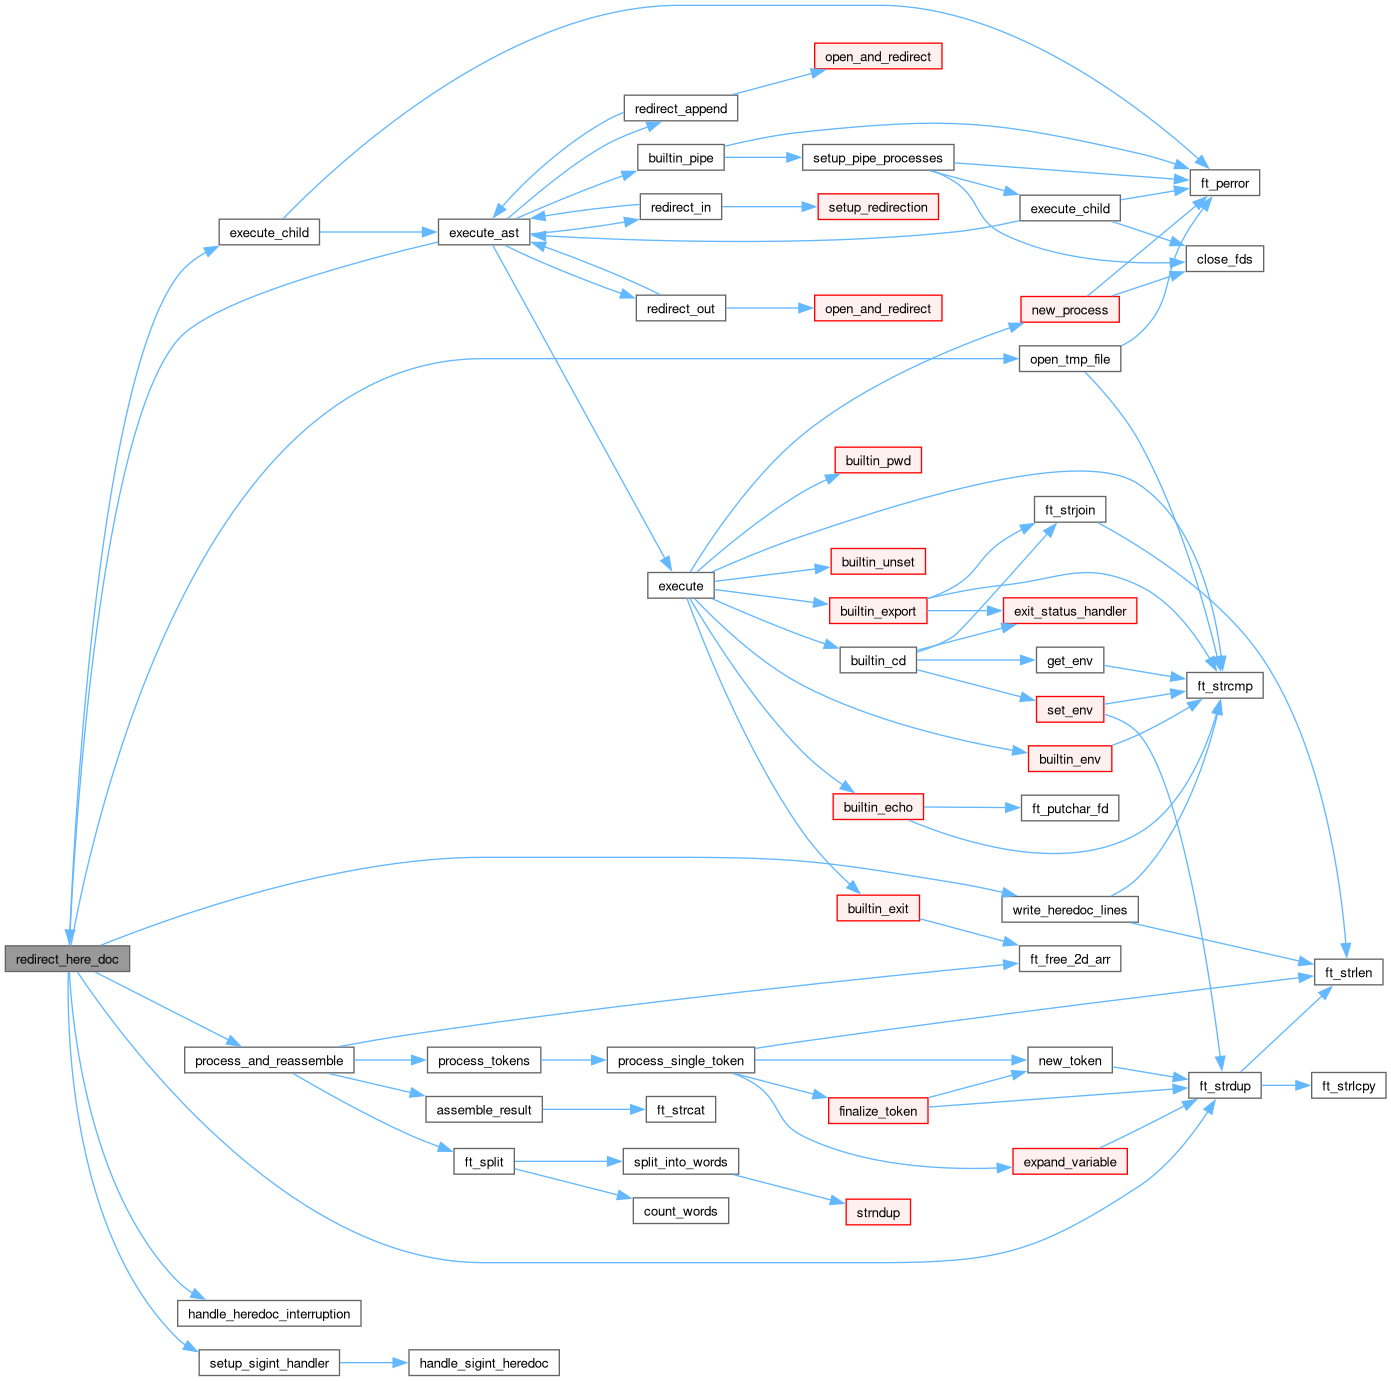 open_and_redirect
redirect_append
builtin_pipe
setup_pipe_processes
ft_perror
redirect_in
setup_redirection
execute_child
execute_child
execute_ast
close_fds
redirect_out
open_and_redirect
new_process
open_tmp_file
builtin_pwd
ft_strjoin
builtin_unset
execute
builtin_export
exit_status_handler
builtin_cd
get_env
ft_strcmp
set_env
builtin_env
builtin_echo
ft_putchar_fd
builtin_exit
write_heredoc_lines
redirect_here_doc
ft_free_2d_arr
ft_strlen
process_and_reassemble
process_tokens
process_single_token
new_token
ft_strdup
ft_strlcpy
assemble_result
ft_strcat
finalize_token
ft_split
split_into_words
expand_variable
count_words
strndup
handle_heredoc_interruption
setup_sigint_handler
handle_sigint_heredoc